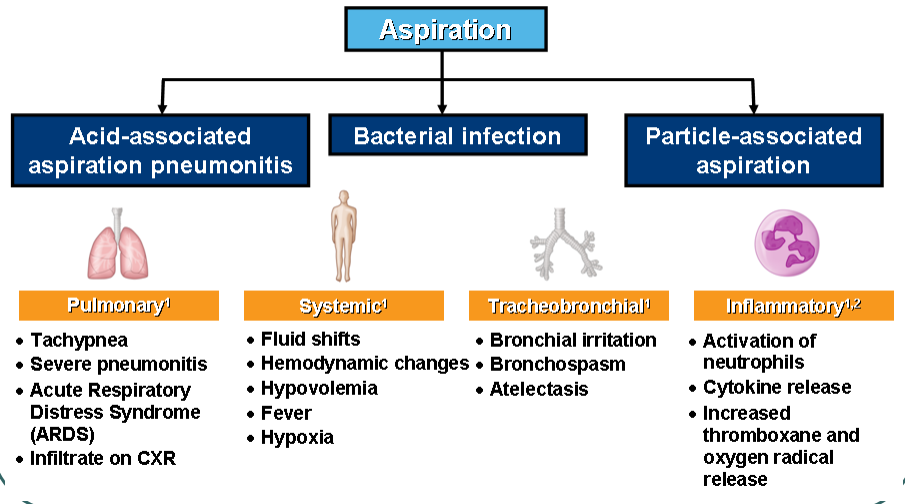 Aspiration
Acid-associated
aspiration pneumonitis
Bacterial infection
Particle-associated
aspiration
Pulmonary¹
• Tachypnea
• Severe pneumonitis
• Acute Respiratory
Distress Syndrome
(ARDS)
• Infiltrate on CXR
Systemic¹
• Fluid shifts
• Hemodynamic changes
• Hypovolemia
• Fever
• Hypoxia
Tracheobronchial¹
• Bronchial irritation
• Bronchospasm
• Atelectasis
Inflammatory¹,²
• Activation of
neutrophils
• Cytokine release
• Increased
thromboxane and
oxygen radical
release